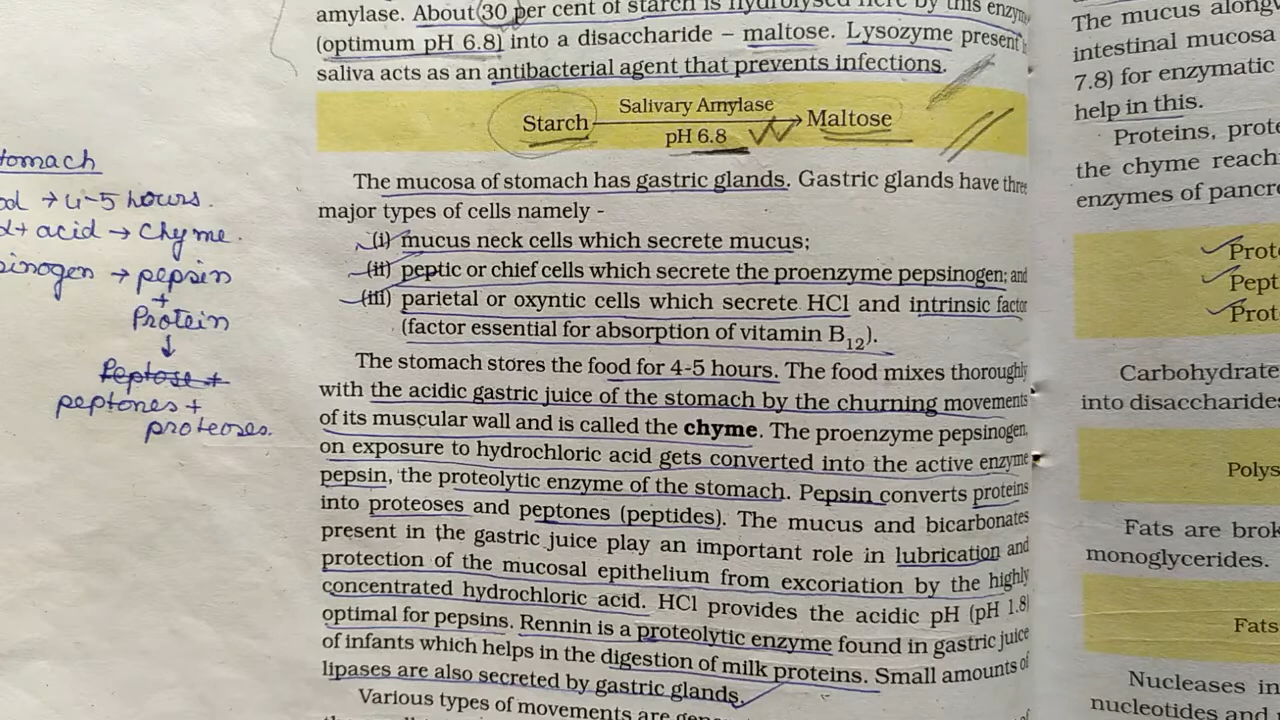 amylase. About 30 per cent of starch is hydrolysed here by this enzyme
(optimum pH 6.8) into a disaccharide – maltose. Lysozyme present in
saliva acts as an antibacterial agent that prevents infections.
Starch Salivary Amylase Maltose
pH 6.8
The mucosa of stomach has gastric glands. Gastric glands have three
major types of cells namely -
(i) mucus neck cells which secrete mucus;
(ii) peptic or chief cells which secrete the proenzyme pepsinogen; and
(iii) parietal or oxyntic cells which secrete HCl and intrinsic factor
(factor essential for absorption of vitamin B12).
The stomach stores the food for 4-5 hours. The food mixes thoroughly
with the acidic gastric juice of the stomach by the churning movements
of its muscular wall and is called the chyme. The proenzyme pepsinogen,
on exposure to hydrochloric acid gets converted into the active enzyme
pepsin, the proteolytic enzyme of the stomach. Pepsin converts proteins
into proteoses and peptones (peptides). The mucus and bicarbonates
present in the gastric juice play an important role in lubrication and
protection of the mucosal epithelium from excoriation by the highly
concentrated hydrochloric acid. HCl provides the acidic pH (pH 1.8)
optimal for pepsins. Rennin is a proteolytic enzyme found in gastric juice
of infants which helps in the digestion of milk proteins. Small amounts of
lipases are also secreted by gastric glands.
Various types of movements are
tomach
od → 4-5 hours.
d + acid → Chyme.
sinogen → pepsin
+
Protein
↓
Peptose +
peptones +
proteoses.
The mucus alongw
intestinal mucosa
7.8) for enzymatic
help in this.
Proteins, prote
the chyme reachi
enzymes of pancre
Prote
Pept
Prot
Carbohydrate
into disaccharides
Polys
Fats are brok
monoglycerides.
Fats
Nucleases in
nucleotides and